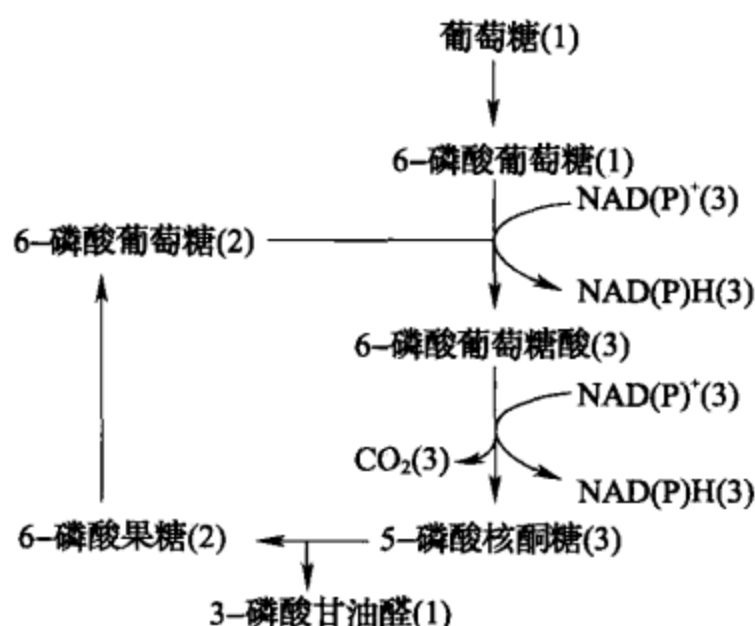 葡萄糖(1)
6-磷酸葡萄糖(1)
NAD(P)⁺(3)
6-磷酸葡萄糖(2)
NAD(P)H(3)
6-磷酸葡萄糖酸(3)
NAD(P)⁺(3)
CO₂(3)
NAD(P)H(3)
6-磷酸果糖(2)
5-磷酸核酮糖(3)
3-磷酸甘油醛(1)